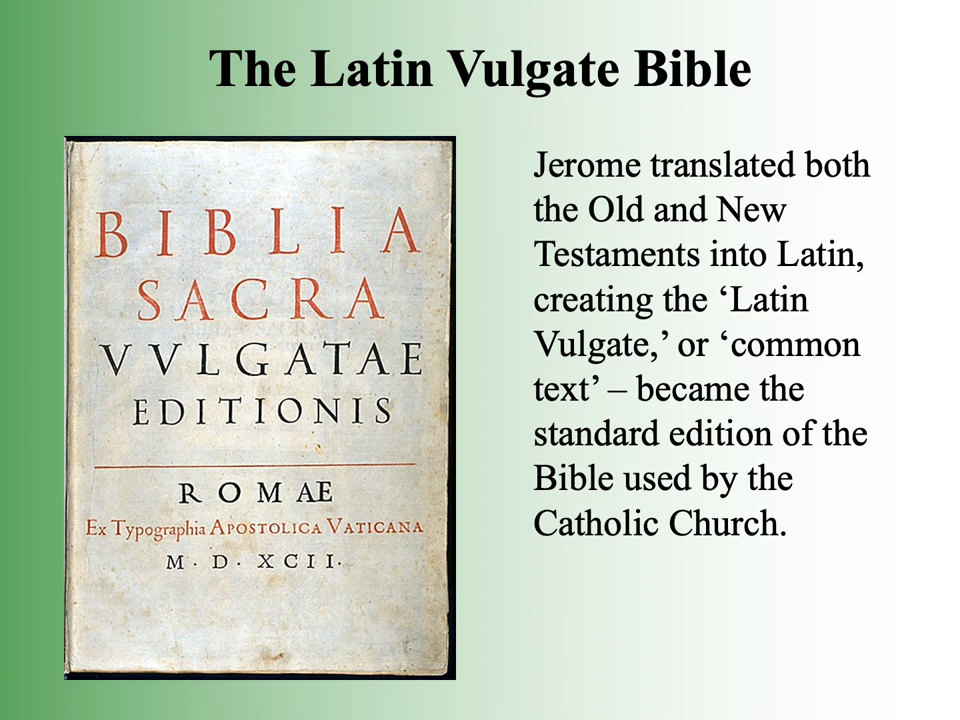 The Latin Vulgate Bible
BIBLIA
SACRA
VVLGATAE
EDITIONIS
ROMAE
Ex Typographia APOSTOLICA VATICANA
M · D · XCII·
Jerome translated both
the Old and New
Testaments into Latin,
creating the ‘Latin
Vulgate,’ or ‘common
text’ – became the
standard edition of the
Bible used by the
Catholic Church.